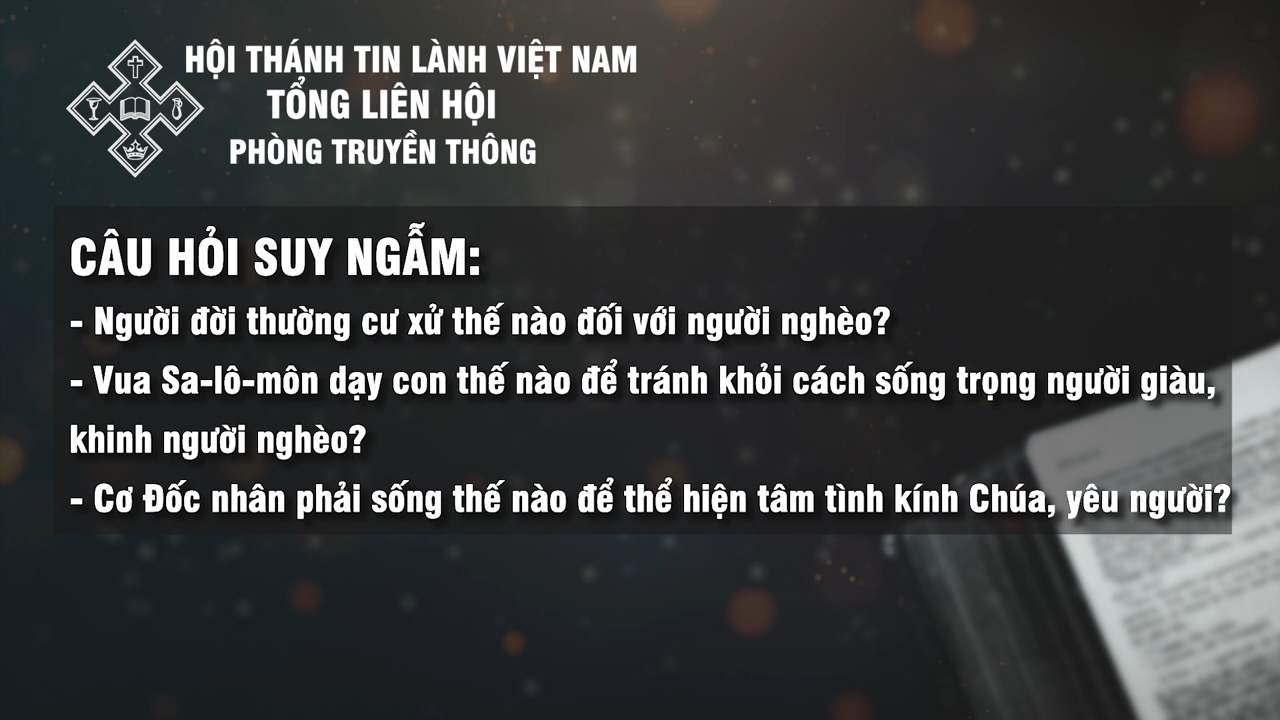 HỘI THÁNH TIN LÀNH VIỆT NAM
TỔNG LIÊN HỘI
PHÒNG TRUYỀN THÔNG
CÂU HỎI SUY NGẪM:
- Người đời thường cư xử thế nào đối với người nghèo?
- Vua Sa-lô-môn dạy con thế nào để tránh khỏi cách sống trọng người giàu,
khinh người nghèo?
- Cơ Đốc nhân phải sống thế nào để thể hiện tâm tình kính Chúa, yêu người?